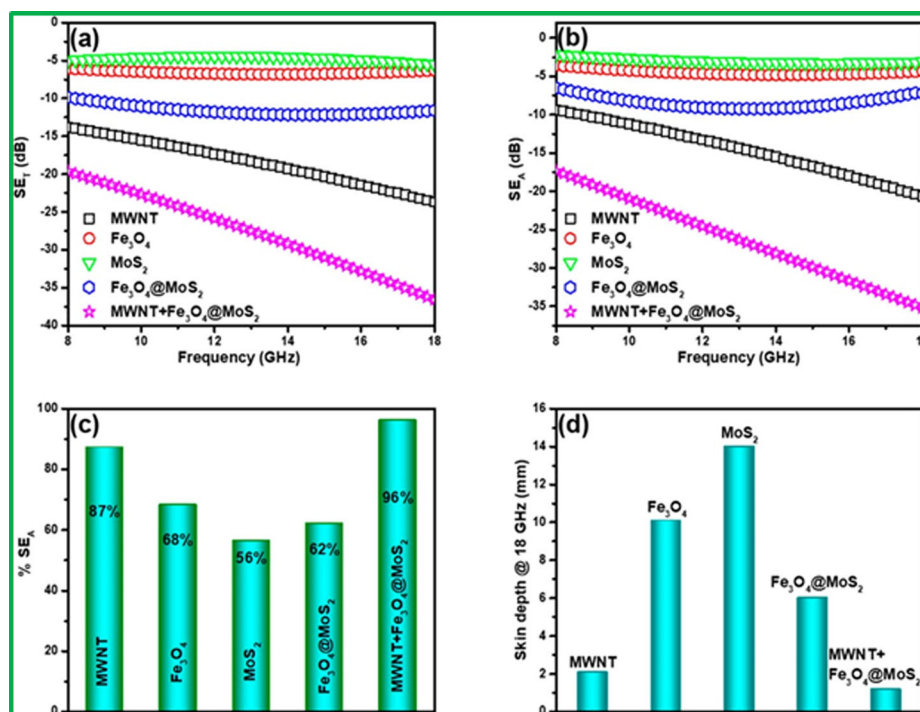 (a)
0
-5
-10
-15
-20
-25
-30
-35
-40
SE_T (dB)
MWNT
Fe₃O₄
MoS₂
Fe₃O₄@MoS₂
MWNT+Fe₃O₄@MoS₂
8 10 12 14 16 18
Frequency (GHz)
(b)
0
-5
-10
-15
-20
-25
-30
-35
SE_A (dB)
MWNT
Fe₃O₄
MoS₂
Fe₃O₄@MoS₂
MWNT+Fe₃O₄@MoS₂
8 10 12 14 16
Frequency (GHz)
(c)
100
80
60
40
20
0
% SE_A
87%
68%
56%
62%
96%
MWNT
Fe₃O₄
MoS₂
Fe₃O₄@MoS₂
MWNT+Fe₃O₄@MoS₂
(d)
16
14
12
10
8
6
4
2
0
Skin depth @ 18 GHz (mm)
MWNT
Fe₃O₄
MoS₂
Fe₃O₄@MoS₂
MWNT+
Fe₃O₄@MoS₂